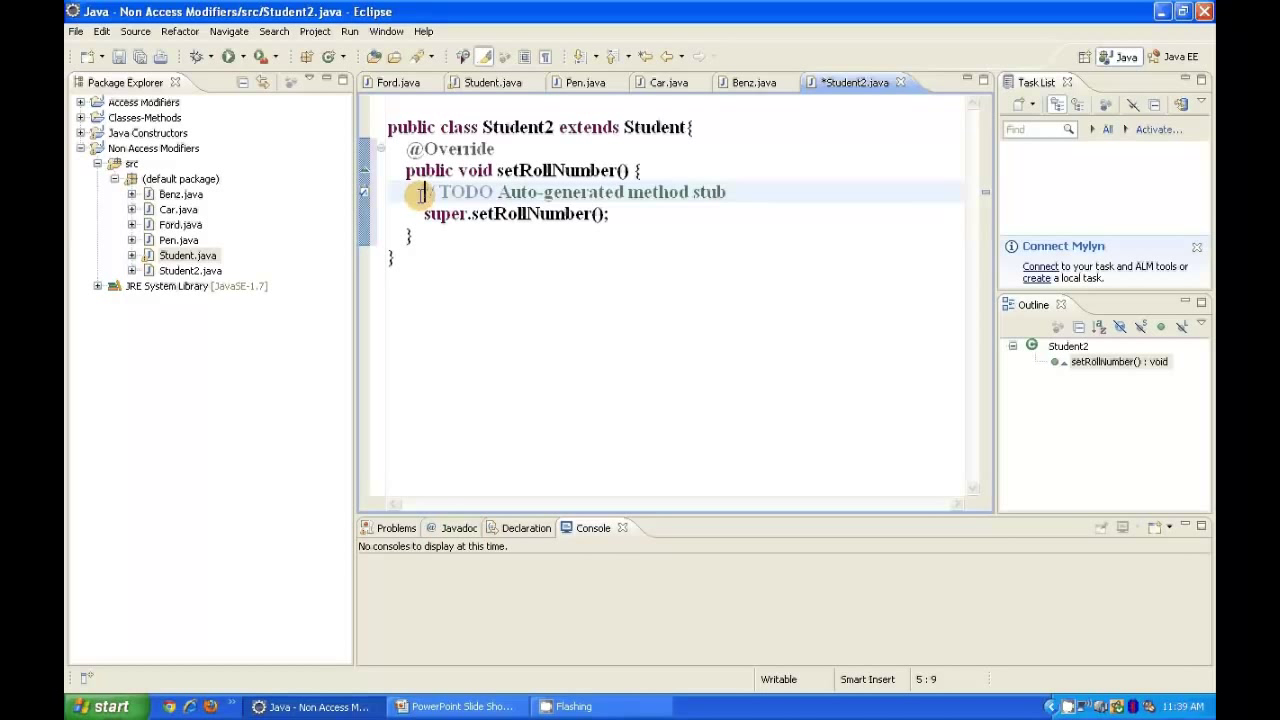 Java - Non Access Modifiers/src/Student2.java - Eclipse
File Edit Source Refactor Navigate Search Project Run Window Help
Java Java EE
Package Explorer
Access Modifiers
Classes-Methods
Java Constructors
Non Access Modifiers
src
(default package)
Benz.java
Car.java
Ford.java
Pen.java
Student.java
Student2.java
JRE System Library [JavaSE-1.7]
Ford.java Student.java Pen.java Car.java Benz.java *Student2.java
public class Student2 extends Student{
@Override
public void setRollNumber() {
// TODO Auto-generated method stub
super.setRollNumber();
}
}
Task List
Find All Activate...
Connect Mylyn
Connect to your task and ALM tools or
create a local task.
Outline
Student2
setRollNumber() : void
Problems @ Javadoc Declaration Console
No consoles to display at this time.
Writable Smart Insert 5 : 9
start Java - Non Access M... PowerPoint Slide Sho... Flashing 11:39 AM